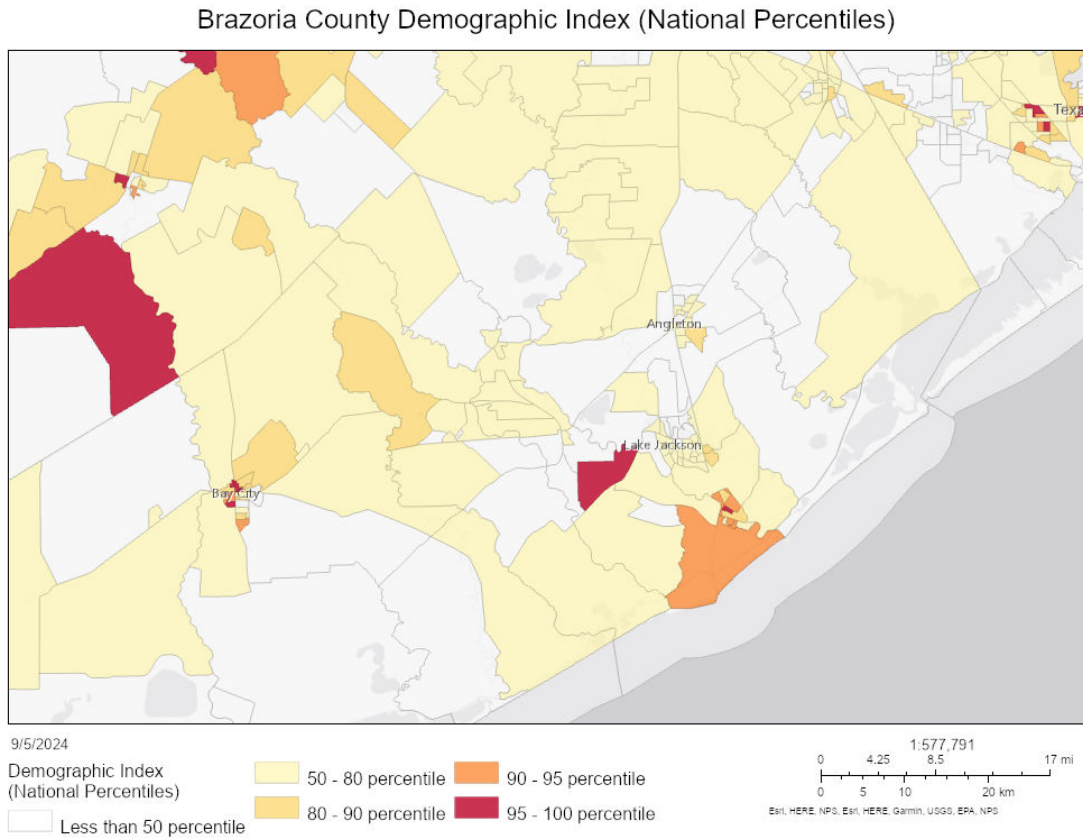 Brazoria County Demographic Index (National Percentiles)
Angleton
Lake Jackson
Bay City
9/5/2024
Demographic Index
(National Percentiles)
Less than 50 percentile
50 - 80 percentile
80 - 90 percentile
90 - 95 percentile
95 - 100 percentile
1:577,791
0 4.25 8.5 17 mi
0 5 10 20 km
Esri, HERE, NPS, Esri, HERE, Garmin, USGS, EPA, NPS